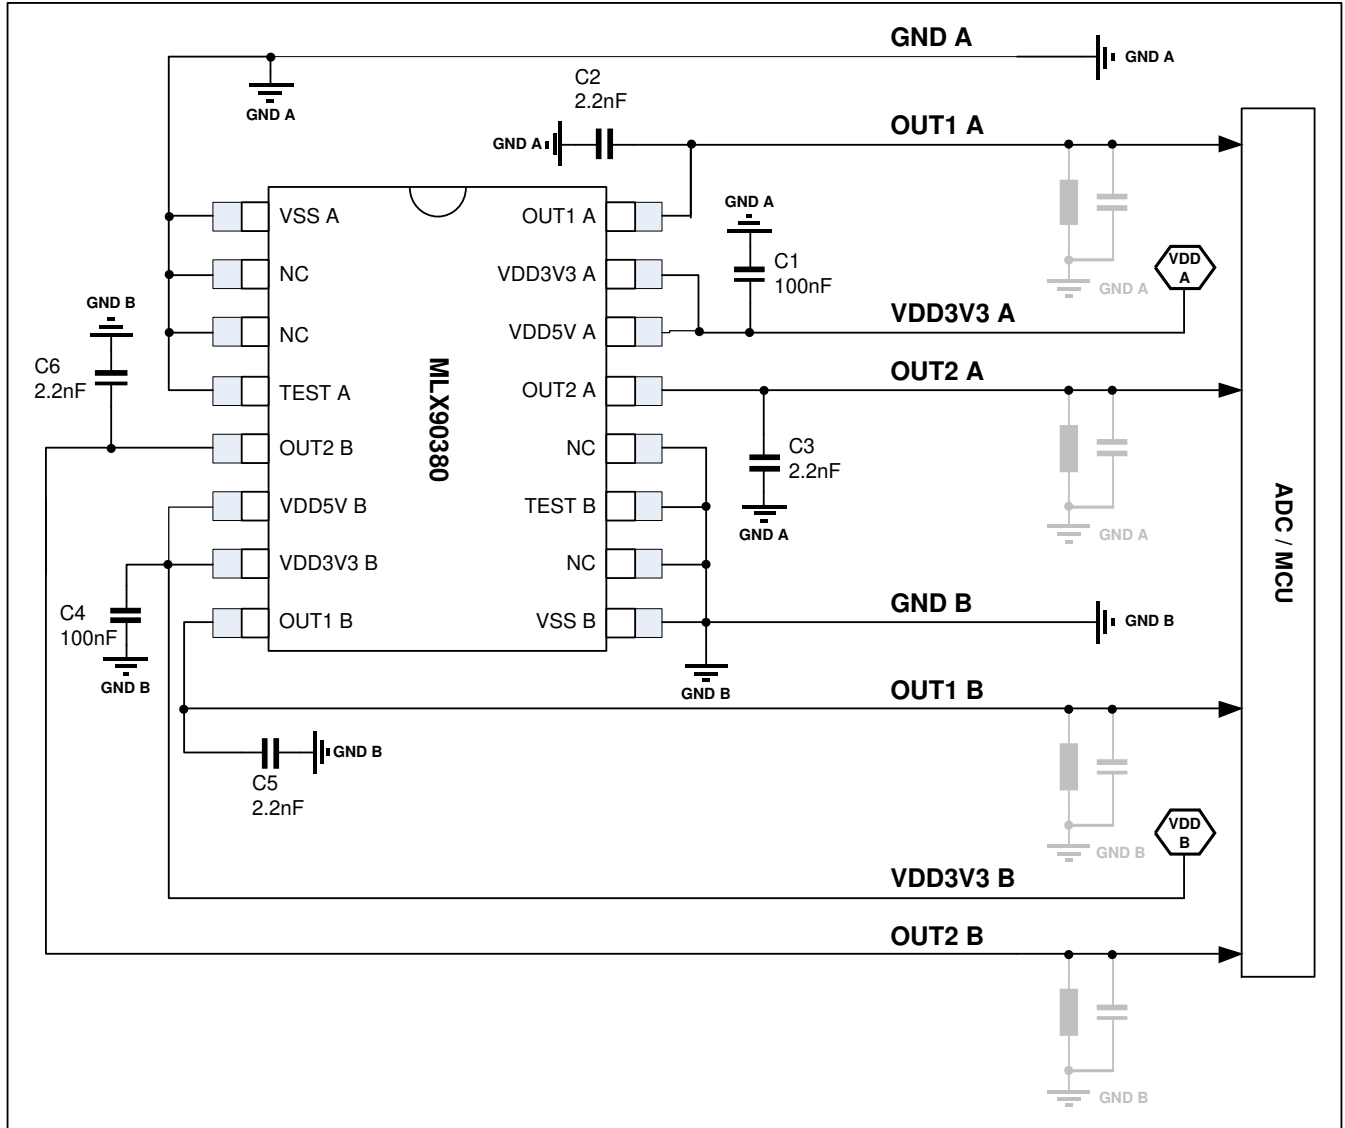 GND A
GND A
GND A
C2
2.2nF
GND A
OUT1 A
VSS A
NC
NC
TEST A
OUT2 B
VDD5V B
VDD3V3 B
OUT1 B
MLX90380
OUT1 A
VDD3V3 A
VDD5V A
OUT2 A
NC
TEST B
NC
VSS B
GND A
C1
100nF
GND A
VDD
A
VDD3V3 A
GND B
C6
2.2nF
OUT2 A
C3
2.2nF
GND A
GND A
ADC / MCU
C4
100nF
GND B
GND B
GND B
GND B
OUT1 B
C5
2.2nF
GND B
GND B
VDD
B
VDD3V3 B
OUT2 B
GND B